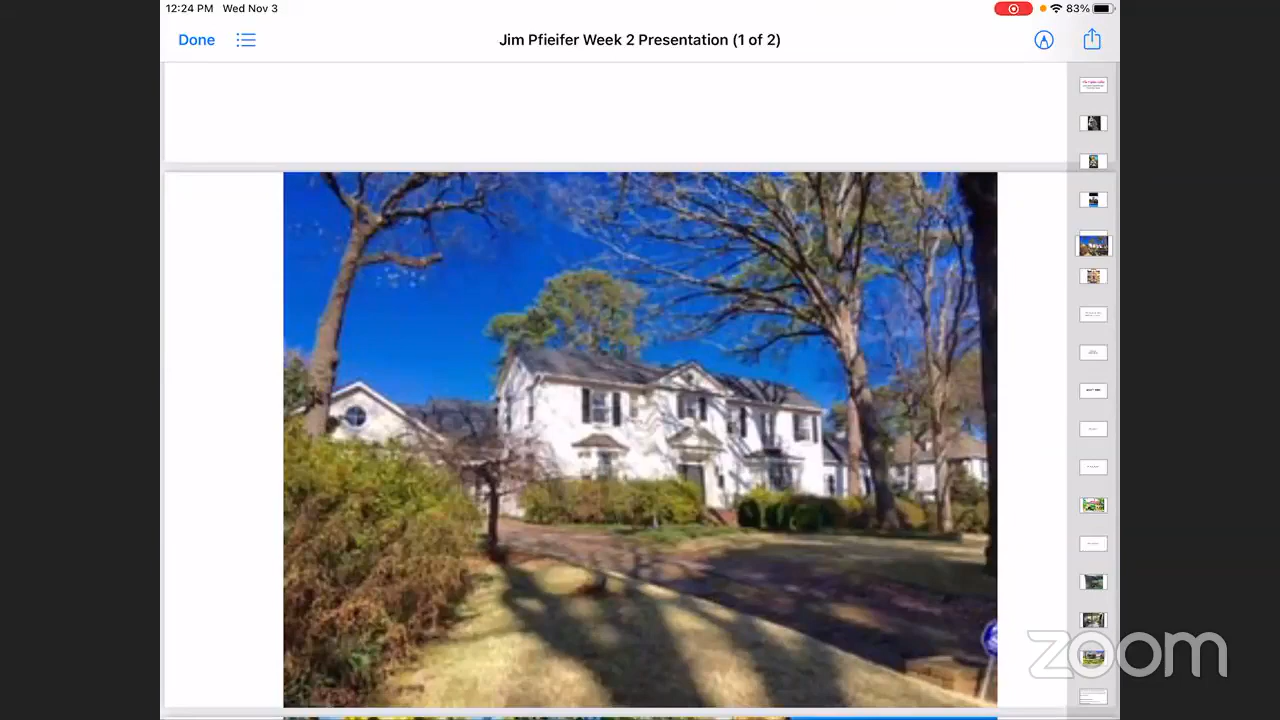 12:24 PM Wed Nov 3
83%
Done
Jim Pfieifer Week 2 Presentation (1 of 2)
zoom